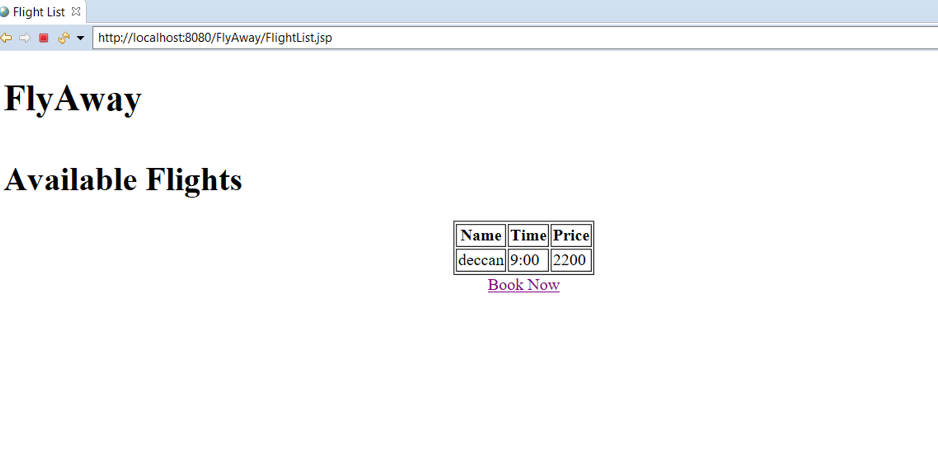 Flight List
http://localhost:8080/FlyAway/FlightList.jsp
FlyAway
Available Flights
Name Time Price
deccan 9:00 2200
Book Now